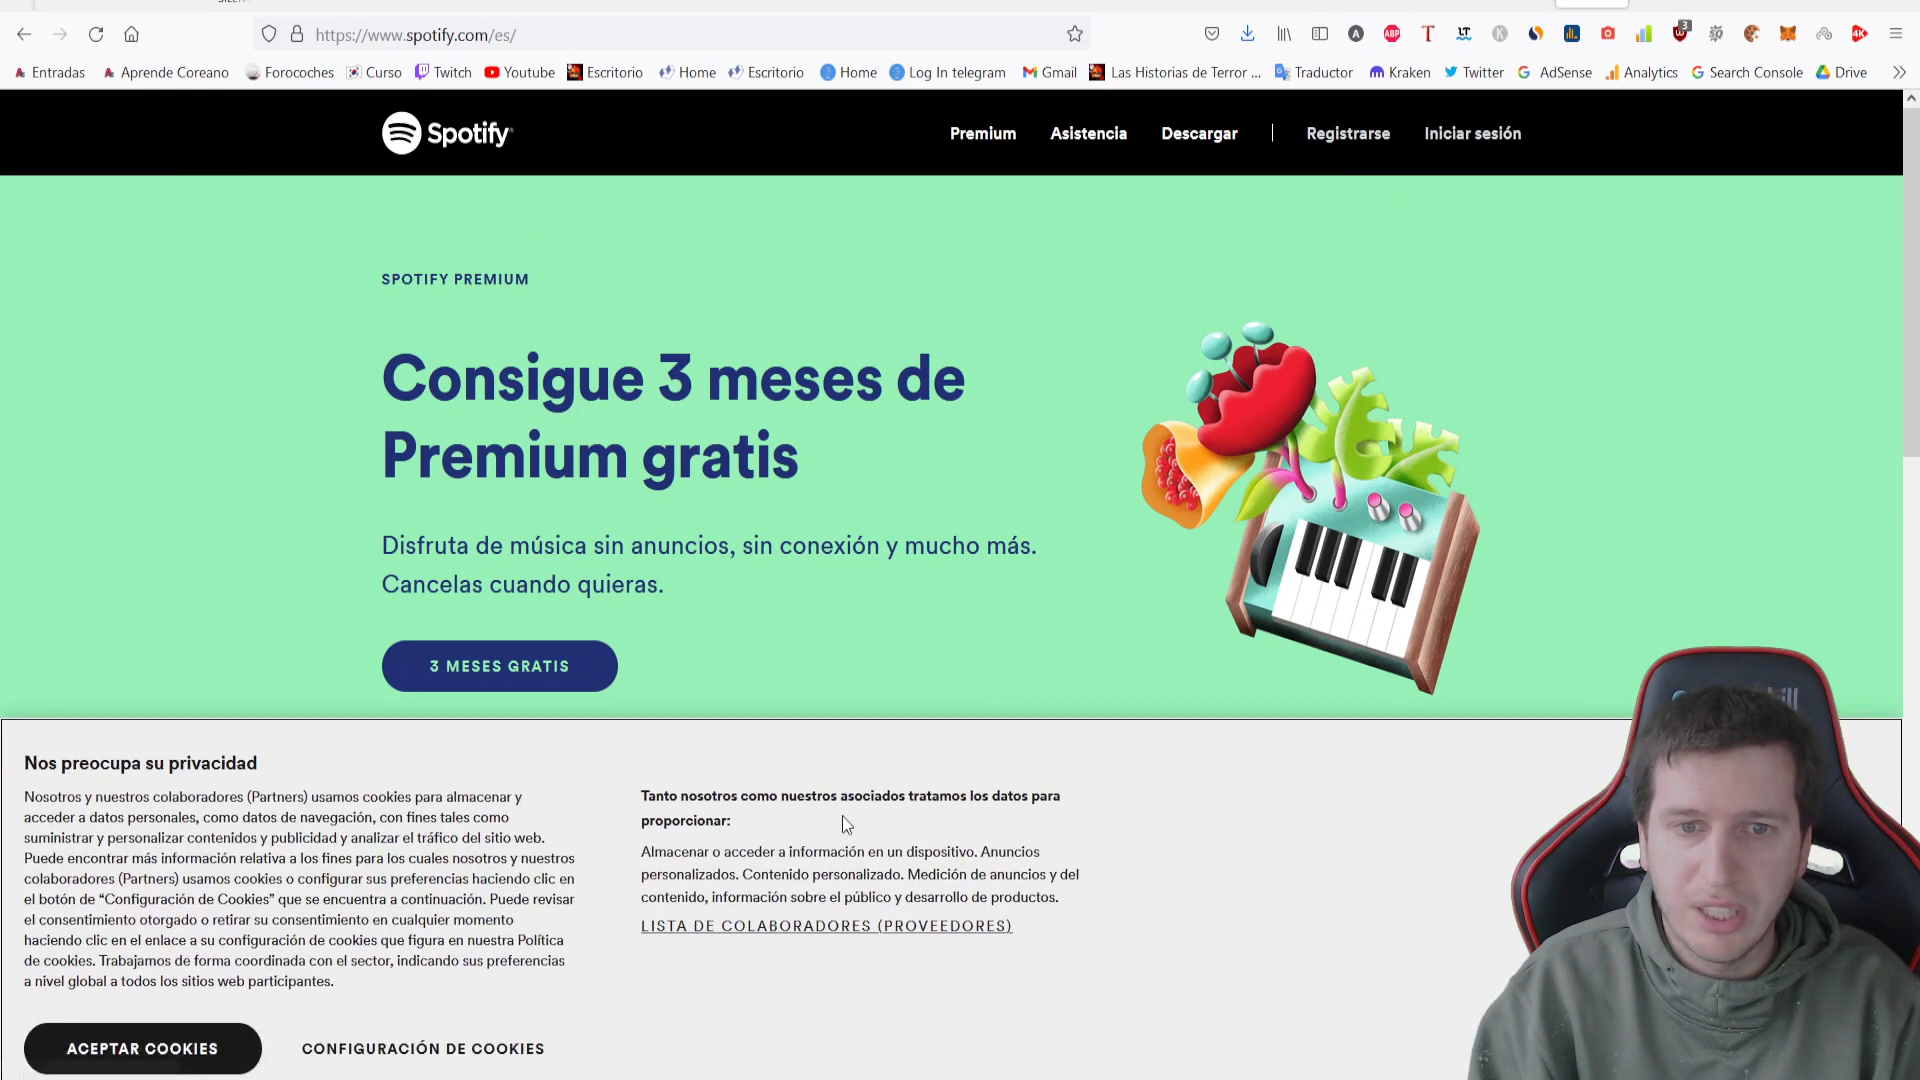 https://www.spotify.com/es/
Entradas
Aprende Coreano
Forocoches
Curso
Twitch
Youtube
Escritorio
Home
Escritorio
Home
Log In telegram
Gmail
Las Historias de Terror ...
Traductor
Kraken
Twitter
AdSense
Analytics
Search Console
Drive
Spotify
Premium
Asistencia
Descargar
Registrarse
Iniciar sesión
SPOTIFY PREMIUM
Consigue 3 meses de
Premium gratis
Disfruta de música sin anuncios, sin conexión y mucho más.
Cancelas cuando quieras.
3 MESES GRATIS
Nos preocupa su privacidad
Nosotros y nuestros colaboradores (Partners) usamos cookies para almacenar y
acceder a datos personales, como datos de navegación, con fines tales como
suministrar y personalizar contenidos y publicidad y analizar el tráfico del sitio web.
Puede encontrar más información relativa a los fines para los cuales nosotros y nuestros
colaboradores (Partners) usamos cookies o configurar sus preferencias haciendo clic en
el botón de “Configuración de Cookies” que se encuentra a continuación. Puede revisar
el consentimiento otorgado o retirar su consentimiento en cualquier momento
haciendo clic en el enlace a su configuración de cookies que figura en nuestra Política
de cookies. Trabajamos de forma coordinada con el sector, indicando sus preferencias
a nivel global a todos los sitios web participantes.
Tanto nosotros como nuestros asociados tratamos los datos para
proporcionar:
Almacenar o acceder a información en un dispositivo. Anuncios
personalizados. Contenido personalizado. Medición de anuncios y del
contenido, información sobre el público y desarrollo de productos.
LISTA DE COLABORADORES (PROVEEDORES)
ACEPTAR COOKIES
CONFIGURACIÓN DE COOKIES